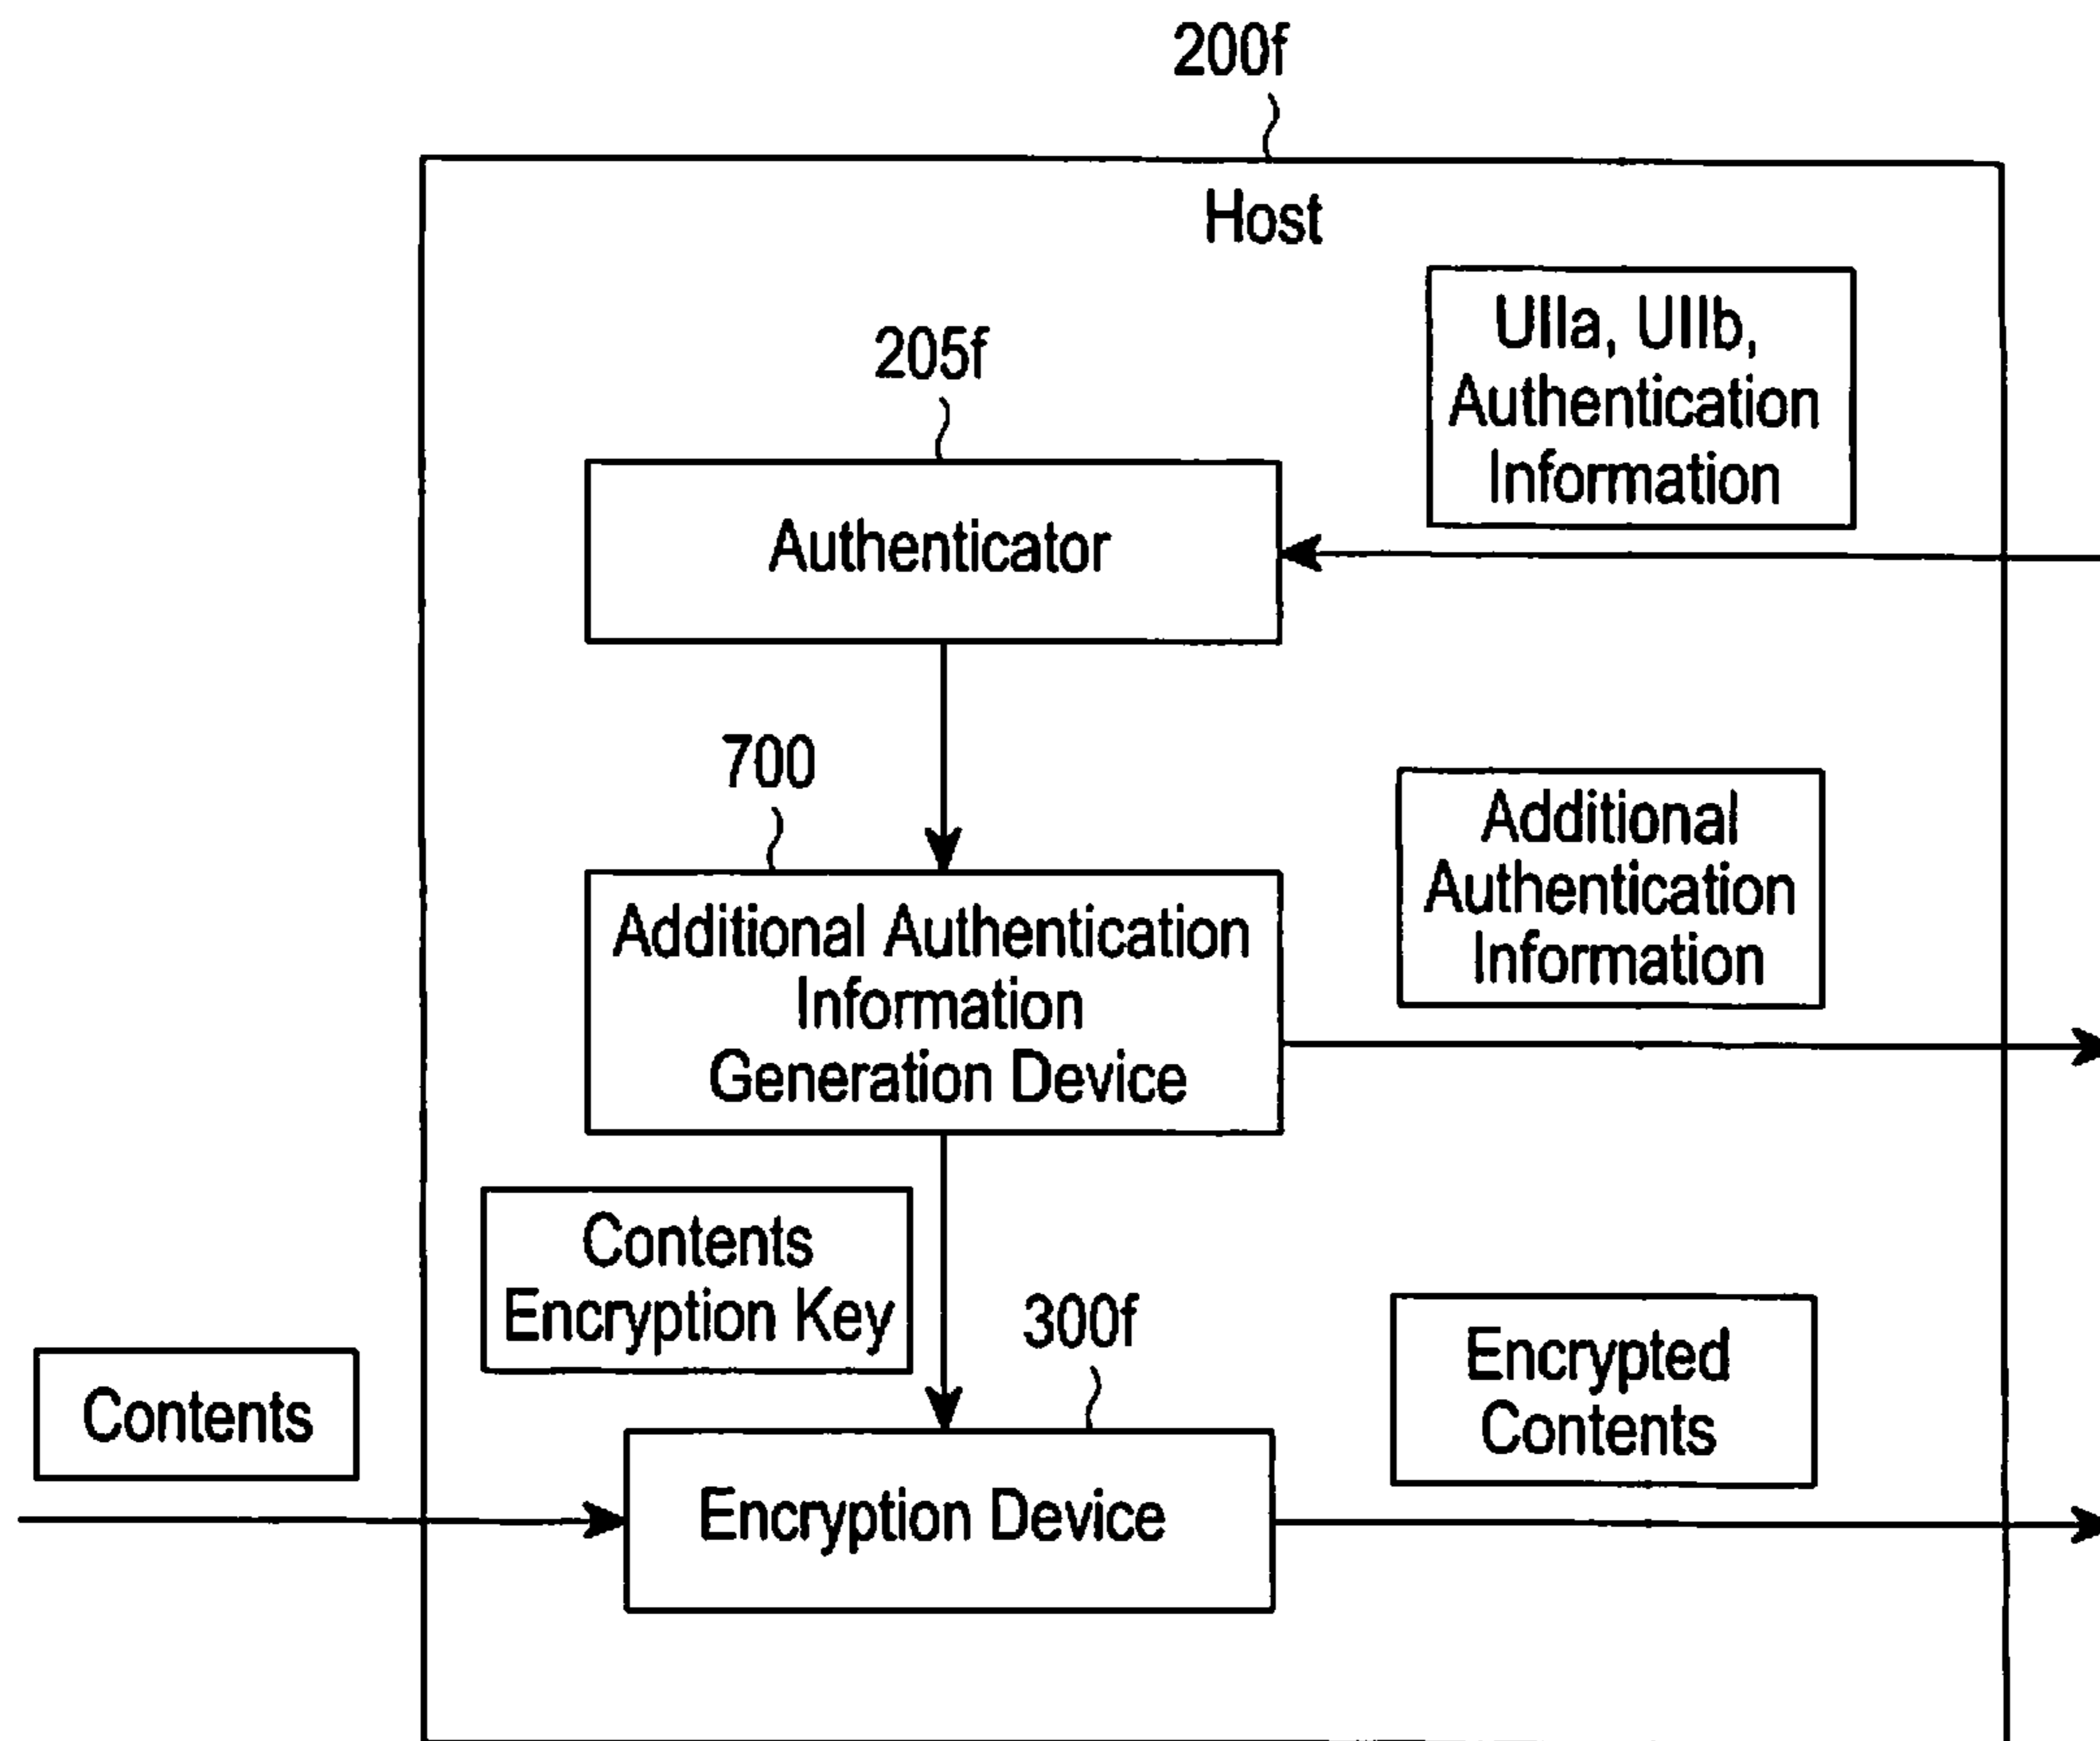 200f
Host
UIIa, UIIb,
Authentication
Information
205f
Authenticator
700
Additional
Authentication
Information
Additional Authentication
Information
Generation Device
Contents
Encryption Key
300f
Encrypted
Contents
Contents
Encryption Device